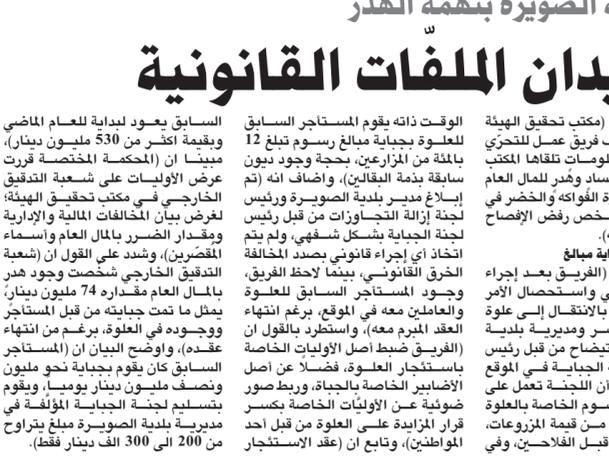 الصويرة بتهمة الهدر
دان الملفّات القانونية
(مكتب تحقيق الهيئة
ف فريق عمل للتحرّي
لومات تلقاها المكتب
ساد وهُدر للمال العام
ة الفواكه والخضر في
خص رفض الإفصاح
ه).
اية مبالغ
(الفريق بعد إجراء
ي واستحصال الأمر
بالانتقال إلى علوة
ر ومديرية بلدية
تيضاح من قبل رئيس
ة الجباية في الموقع
أن اللجنة تعمل على
سوم الخاصة بالعلوة
من قيمة المزروعات،
قبل الفلاحين، وفي
الوقت ذاته يقوم المستأجر السابق
للعلوة بجباية مبالغ رسوم تبلغ 12
بالمئة من المزارعين، بحجة وجود ديون
سابقة بذمة البقالين)، واضاف انه (تم
إبلاغ مدير بلدية الصويرة ورئيس
لجنة إزالة التجاوزات من قبل رئيس
لجنة الجباية بشكل شفهي، ولم يتم
اتخاذ أي إجراء قانوني بصدد المخالفة
الخرق القانوني، بينما لاحظ الفريق،
وجود المستأجر السابق للعلوة
والعاملين معه في الموقع، برغم انتهاء
العقد المبرم معه)، واستطرد بالقول ان
(الفريق ضبط أصل الأوليات الخاصة
باستئجار العلوة، فضلاً عن أصل
الأضابير الخاصة بالجباة، وربط صور
ضوئية عن الأوليَّات الخاصة بكسر
قرار المزايدة على العلوة من قبل أحد
المواطنين)، وتابع ان (عقد الاستئجار
السابق يعود لبداية للعام الماضي
وبقيمة اكثر من 530 مليون دينار)،
مبينا ان (المحكمة المختصة قررت
عرض الأوليات على شعبة التدقيق
الخارجي في مكتب تحقيق الهيئة؛
لغرض بيان المخالفات المالية والإدارية
ومقدار الضرر بالمال العام وأسماء
المقصّرين)، وشدد على القول ان (شعبة
التدقيق الخارجي شخّصت وجود هدر
بالمال العام مقداره 74 مليون دينار،
يمثل ما تمت جبايته من قبل المستأجر
ووجوده في العلوة، برغم من انتهاء
عقده)، واوضح البيان ان (المستأجر
السابق كان يقوم بجباية نحو مليون
ونصف مليون دينار يوميا، ويقوم
بتسليم لجنة الجباية المؤلَّفة في
مديرية بلدية الصويرة مبلغ يتراوح
من 200 الى 300 الف دينار فقط).